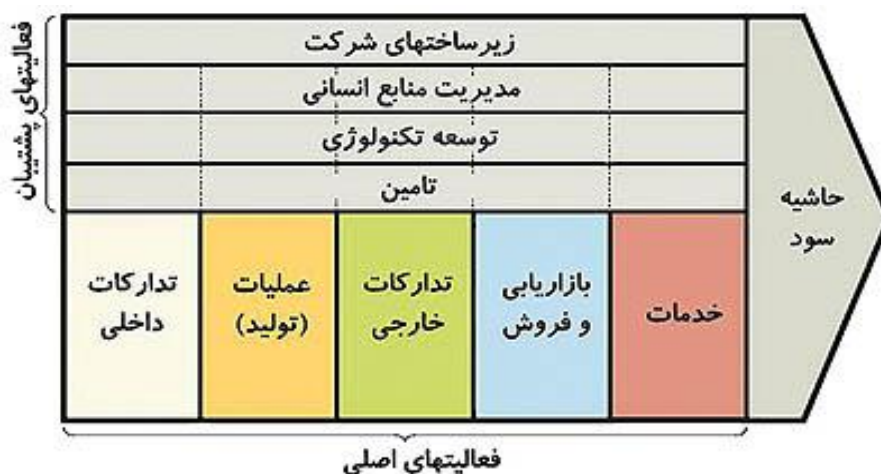 فعالیتهای پشتیبان
زیرساختهای شرکت
مدیریت منابع انسانی
توسعه تکنولوژی
تامین
حاشیه
سود
تدارکات
داخلی
عملیات
(تولید)
تدارکات
خارجی
بازاریابی
و فروش
خدمات
فعالیتهای اصلی